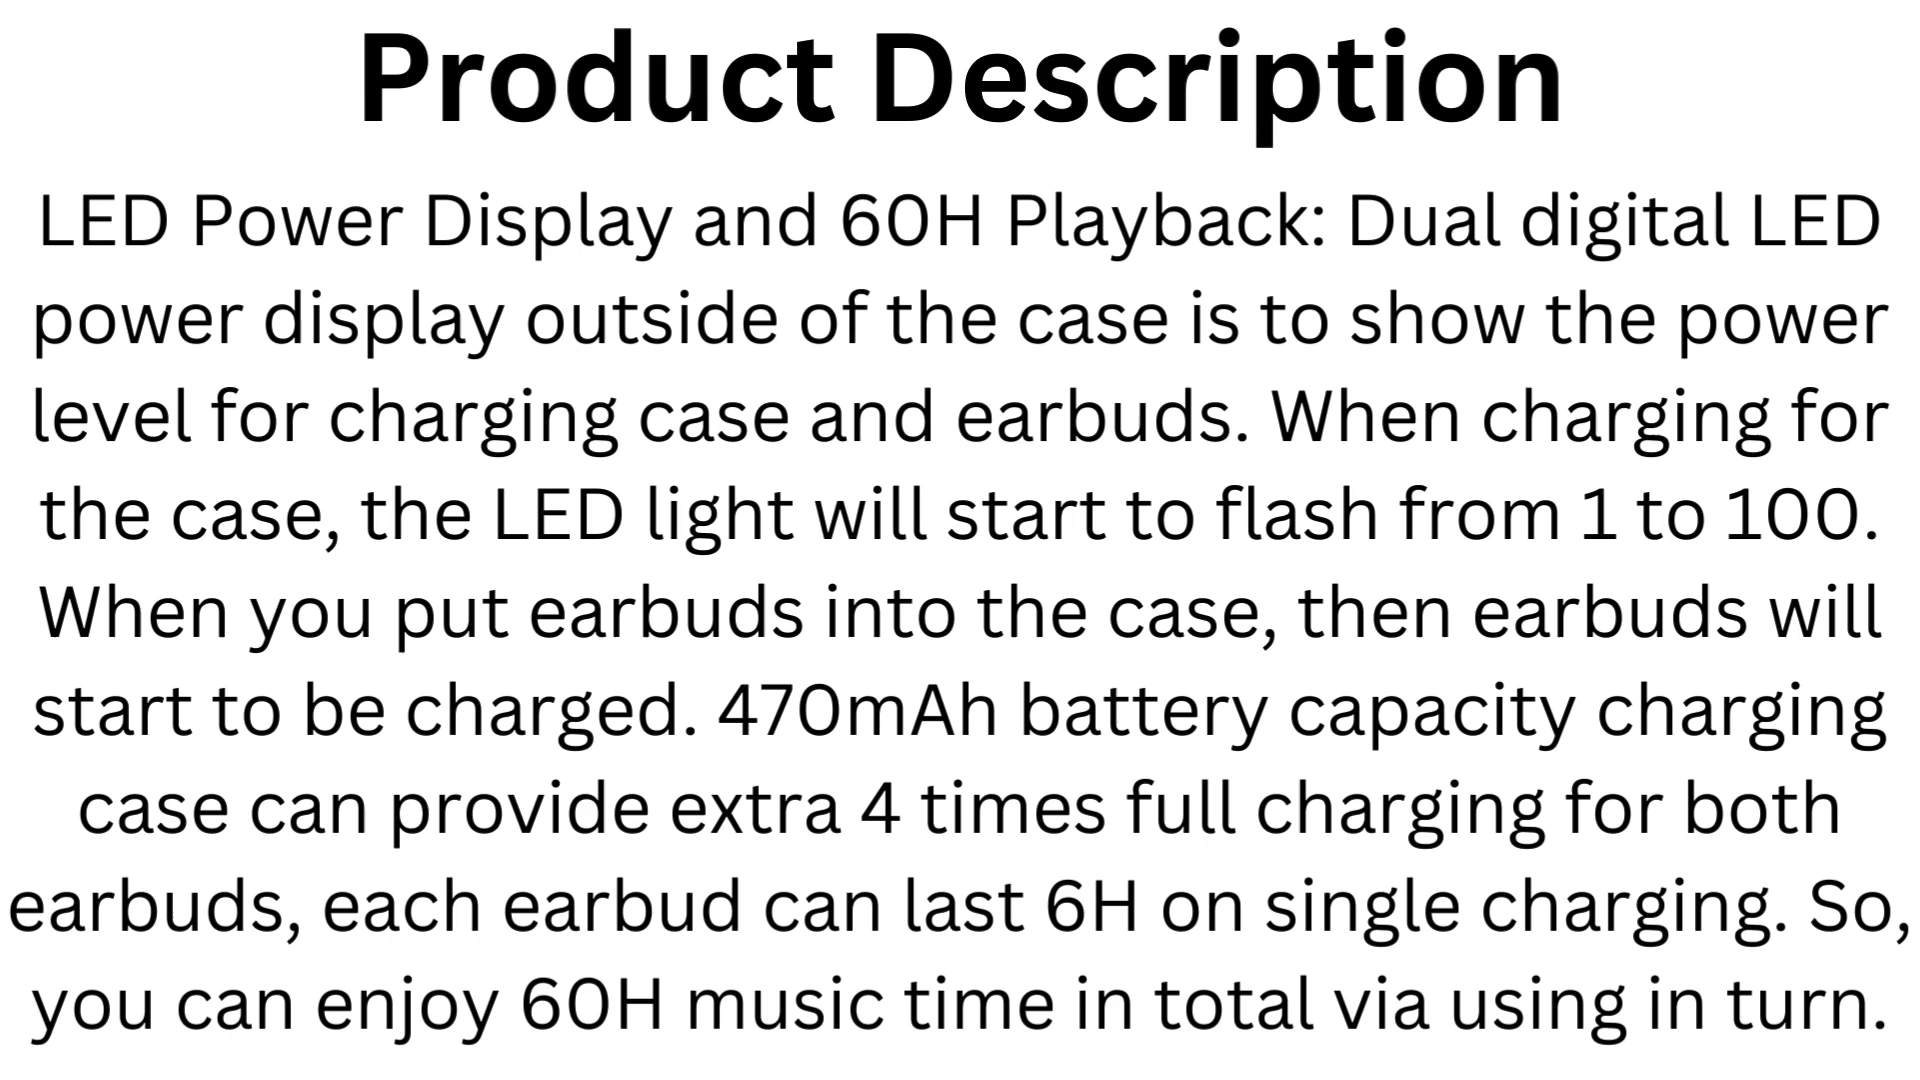 Product Description
LED Power Display and 60H Playback: Dual digital LED
power display outside of the case is to show the power
level for charging case and earbuds. When charging for
the case, the LED light will start to flash from 1 to 100.
When you put earbuds into the case, then earbuds will
start to be charged. 470mAh battery capacity charging
case can provide extra 4 times full charging for both
earbuds, each earbud can last 6H on single charging. So,
you can enjoy 60H music time in total via using in turn.